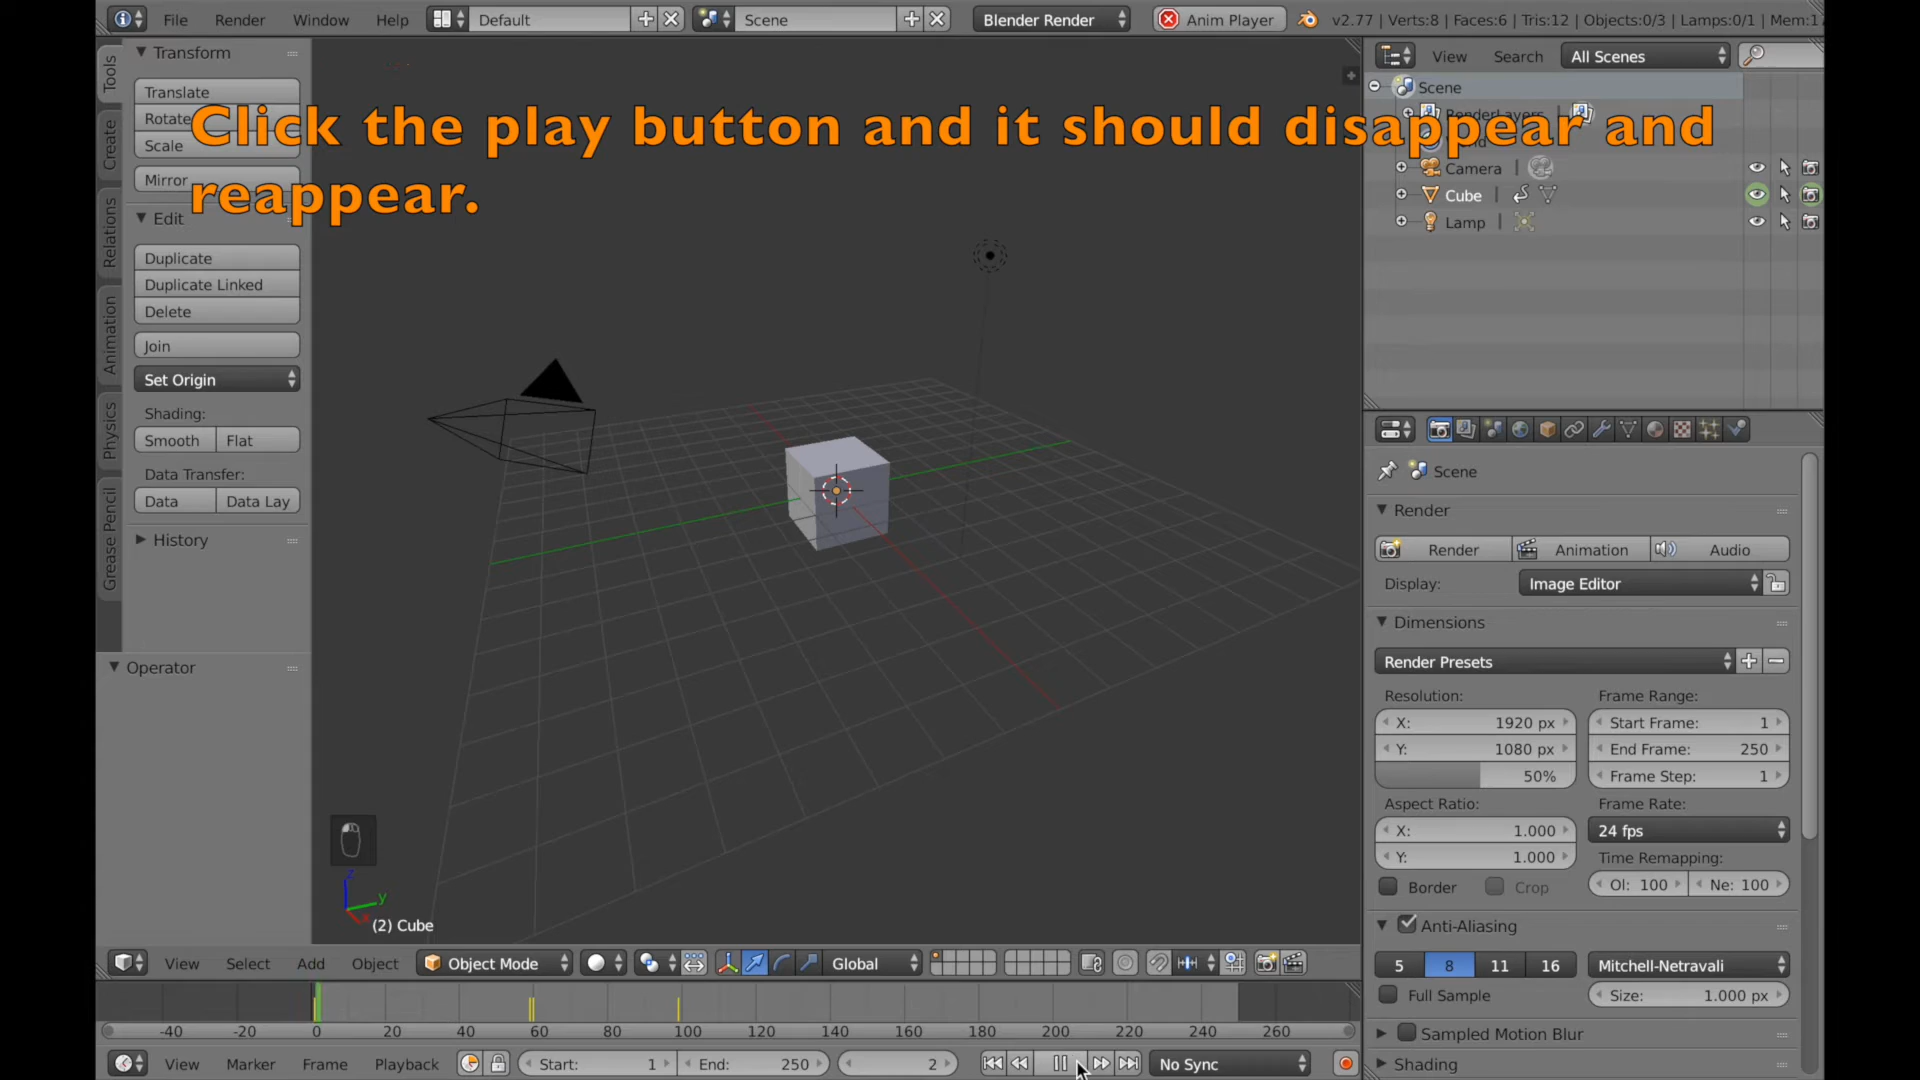 File Render Window Help Default Scene Blender Render Anim Player v2.77 | Verts:8 | Faces:6 | Tris:12 | Objects:0/3 | Lamps:0/1 | Mem:17
Click the play button and it should disappear and
reappear.
Tools
Create
Relations
Animation
Physics
Grease Pencil
Transform
Translate
Rotate
Scale
Mirror
Edit
Duplicate
Duplicate Linked
Delete
Join
Set Origin
Shading:
Smooth Flat
Data Transfer:
Data Data Lay
History
Operator
z
y
x
(2) Cube
View Search All Scenes
Scene
RenderLayers
Camera
Cube
Lamp
Scene
Render
Render Animation Audio
Display: Image Editor
Dimensions
Render Presets
Resolution: Frame Range:
X: 1920 px Start Frame: 1
Y: 1080 px End Frame: 250
50% Frame Step: 1
Aspect Ratio: Frame Rate:
X: 1.000 24 fps
Y: 1.000 Time Remapping:
Border Crop Ol: 100 Ne: 100
Anti-Aliasing
5 8 11 16 Mitchell-Netravali
Full Sample Size: 1.000 px
Sampled Motion Blur
Shading
View Select Add Object Object Mode Global
-40 -20 0 20 40 60 80 100 120 140 160 180 200 220 240 260
View Marker Frame Playback Start: 1 End: 250 2 No Sync